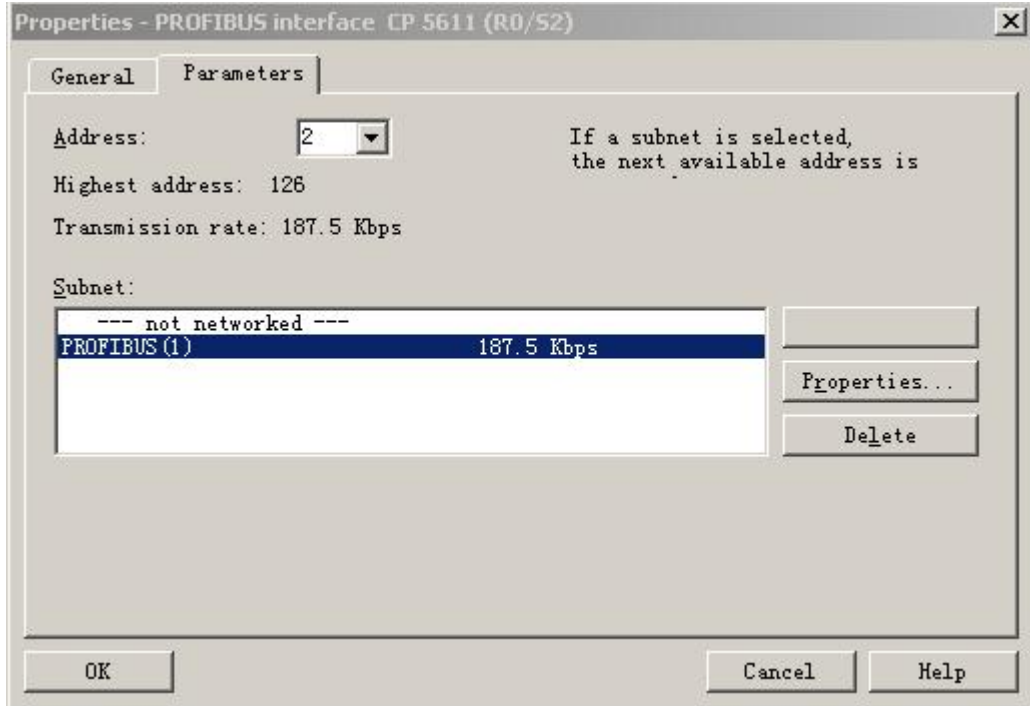 Properties - PROFIBUS interface CP 5611 (R0/S2)
General
Parameters
Address:
2
If a subnet is selected,
the next available address is
Highest address: 126
Transmission rate: 187.5 Kbps
Subnet:
--- not networked ---
PROFIBUS(1) 187.5 Kbps
Properties...
Delete
OK
Cancel
Help